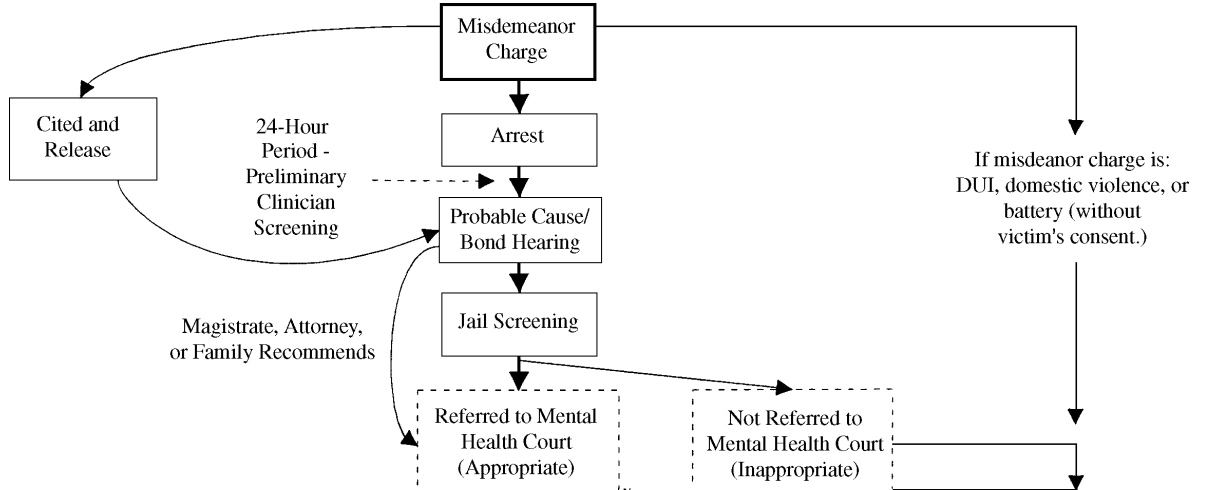 Misdemeanor
Charge
Cited and
Release
24-Hour
Period -
Preliminary
Clinician
Screening
Arrest
If misdeanor charge is:
DUI, domestic violence, or
battery (without
victim's consent.)
Probable Cause/
Bond Hearing
Jail Screening
Magistrate, Attorney,
or Family Recommends
Referred to Mental
Health Court
(Appropriate)
Not Referred to
Mental Health Court
(Inappropriate)